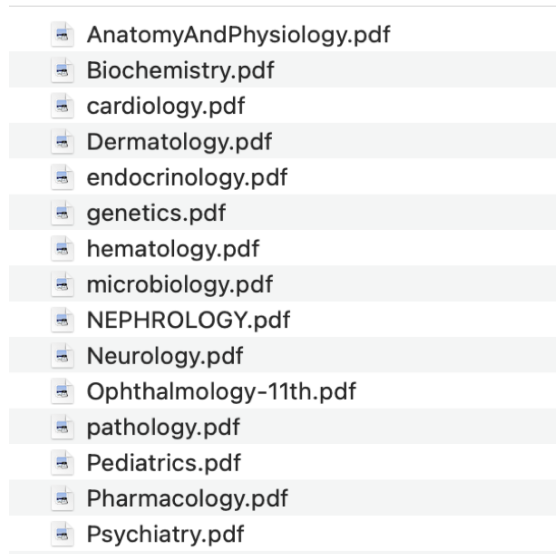 AnatomyAndPhysiology.pdf
Biochemistry.pdf
cardiology.pdf
Dermatology.pdf
endocrinology.pdf
genetics.pdf
hematology.pdf
microbiology.pdf
NEPHROLOGY.pdf
Neurology.pdf
Ophthalmology-11th.pdf
pathology.pdf
Pediatrics.pdf
Pharmacology.pdf
Psychiatry.pdf